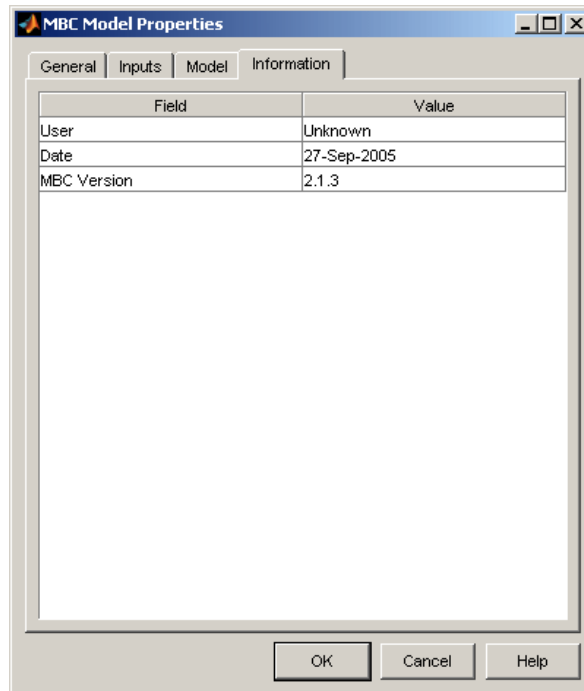 MBC Model Properties
General Inputs Model Information
Field Value
User Unknown
Date 27-Sep-2005
MBC Version 2.1.3
OK Cancel Help